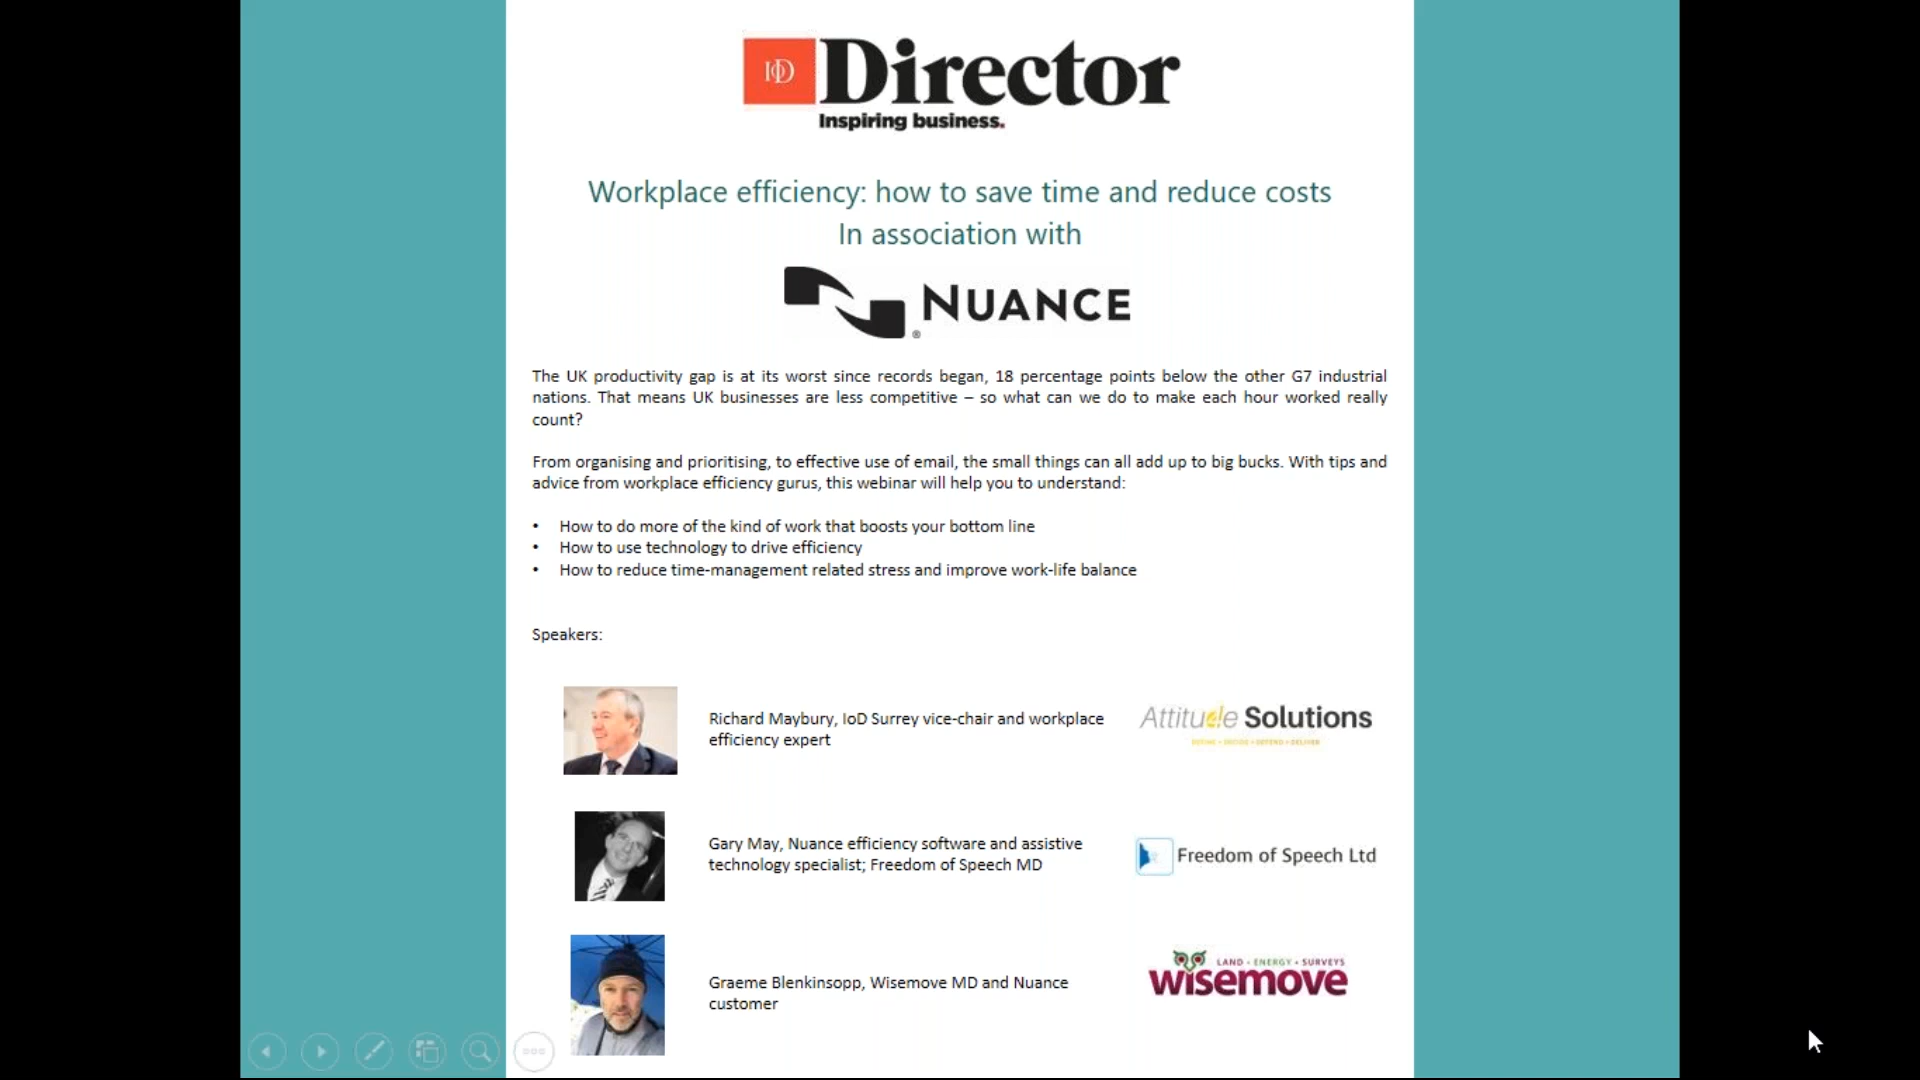 IOD
Director
Inspiring business.
Workplace efficiency: how to save time and reduce costs
In association with
NUANCE
®
The UK productivity gap is at its worst since records began, 18 percentage points below the other G7 industrial
nations. That means UK businesses are less competitive – so what can we do to make each hour worked really
count?
From organising and prioritising, to effective use of email, the small things can all add up to big bucks. With tips and
advice from workplace efficiency gurus, this webinar will help you to understand:
• How to do more of the kind of work that boosts your bottom line
• How to use technology to drive efficiency
• How to reduce time-management related stress and improve work-life balance
Speakers:
Richard Maybury, IoD Surrey vice-chair and workplace
efficiency expert
Attitude Solutions
Gary May, Nuance efficiency software and assistive
technology specialist; Freedom of Speech MD
Freedom of Speech Ltd
Graeme Blenkinsopp, Wisemove MD and Nuance
customer
LAND • ENERGY • SURVEYS
wisemove